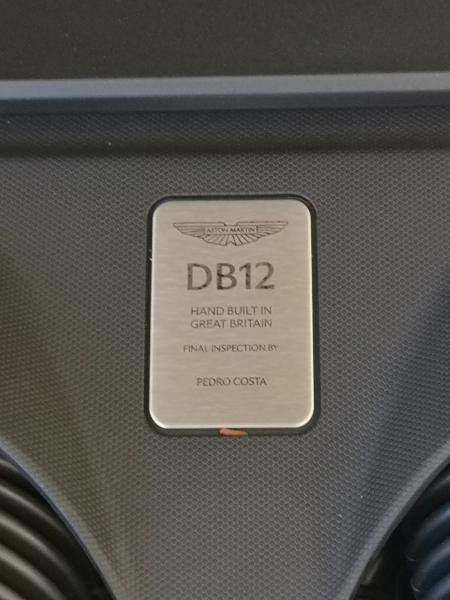 ASTON MARTIN
DB12
HAND BUILT IN
GREAT BRITAIN
FINAL INSPECTION BY
PEDRO COSTA